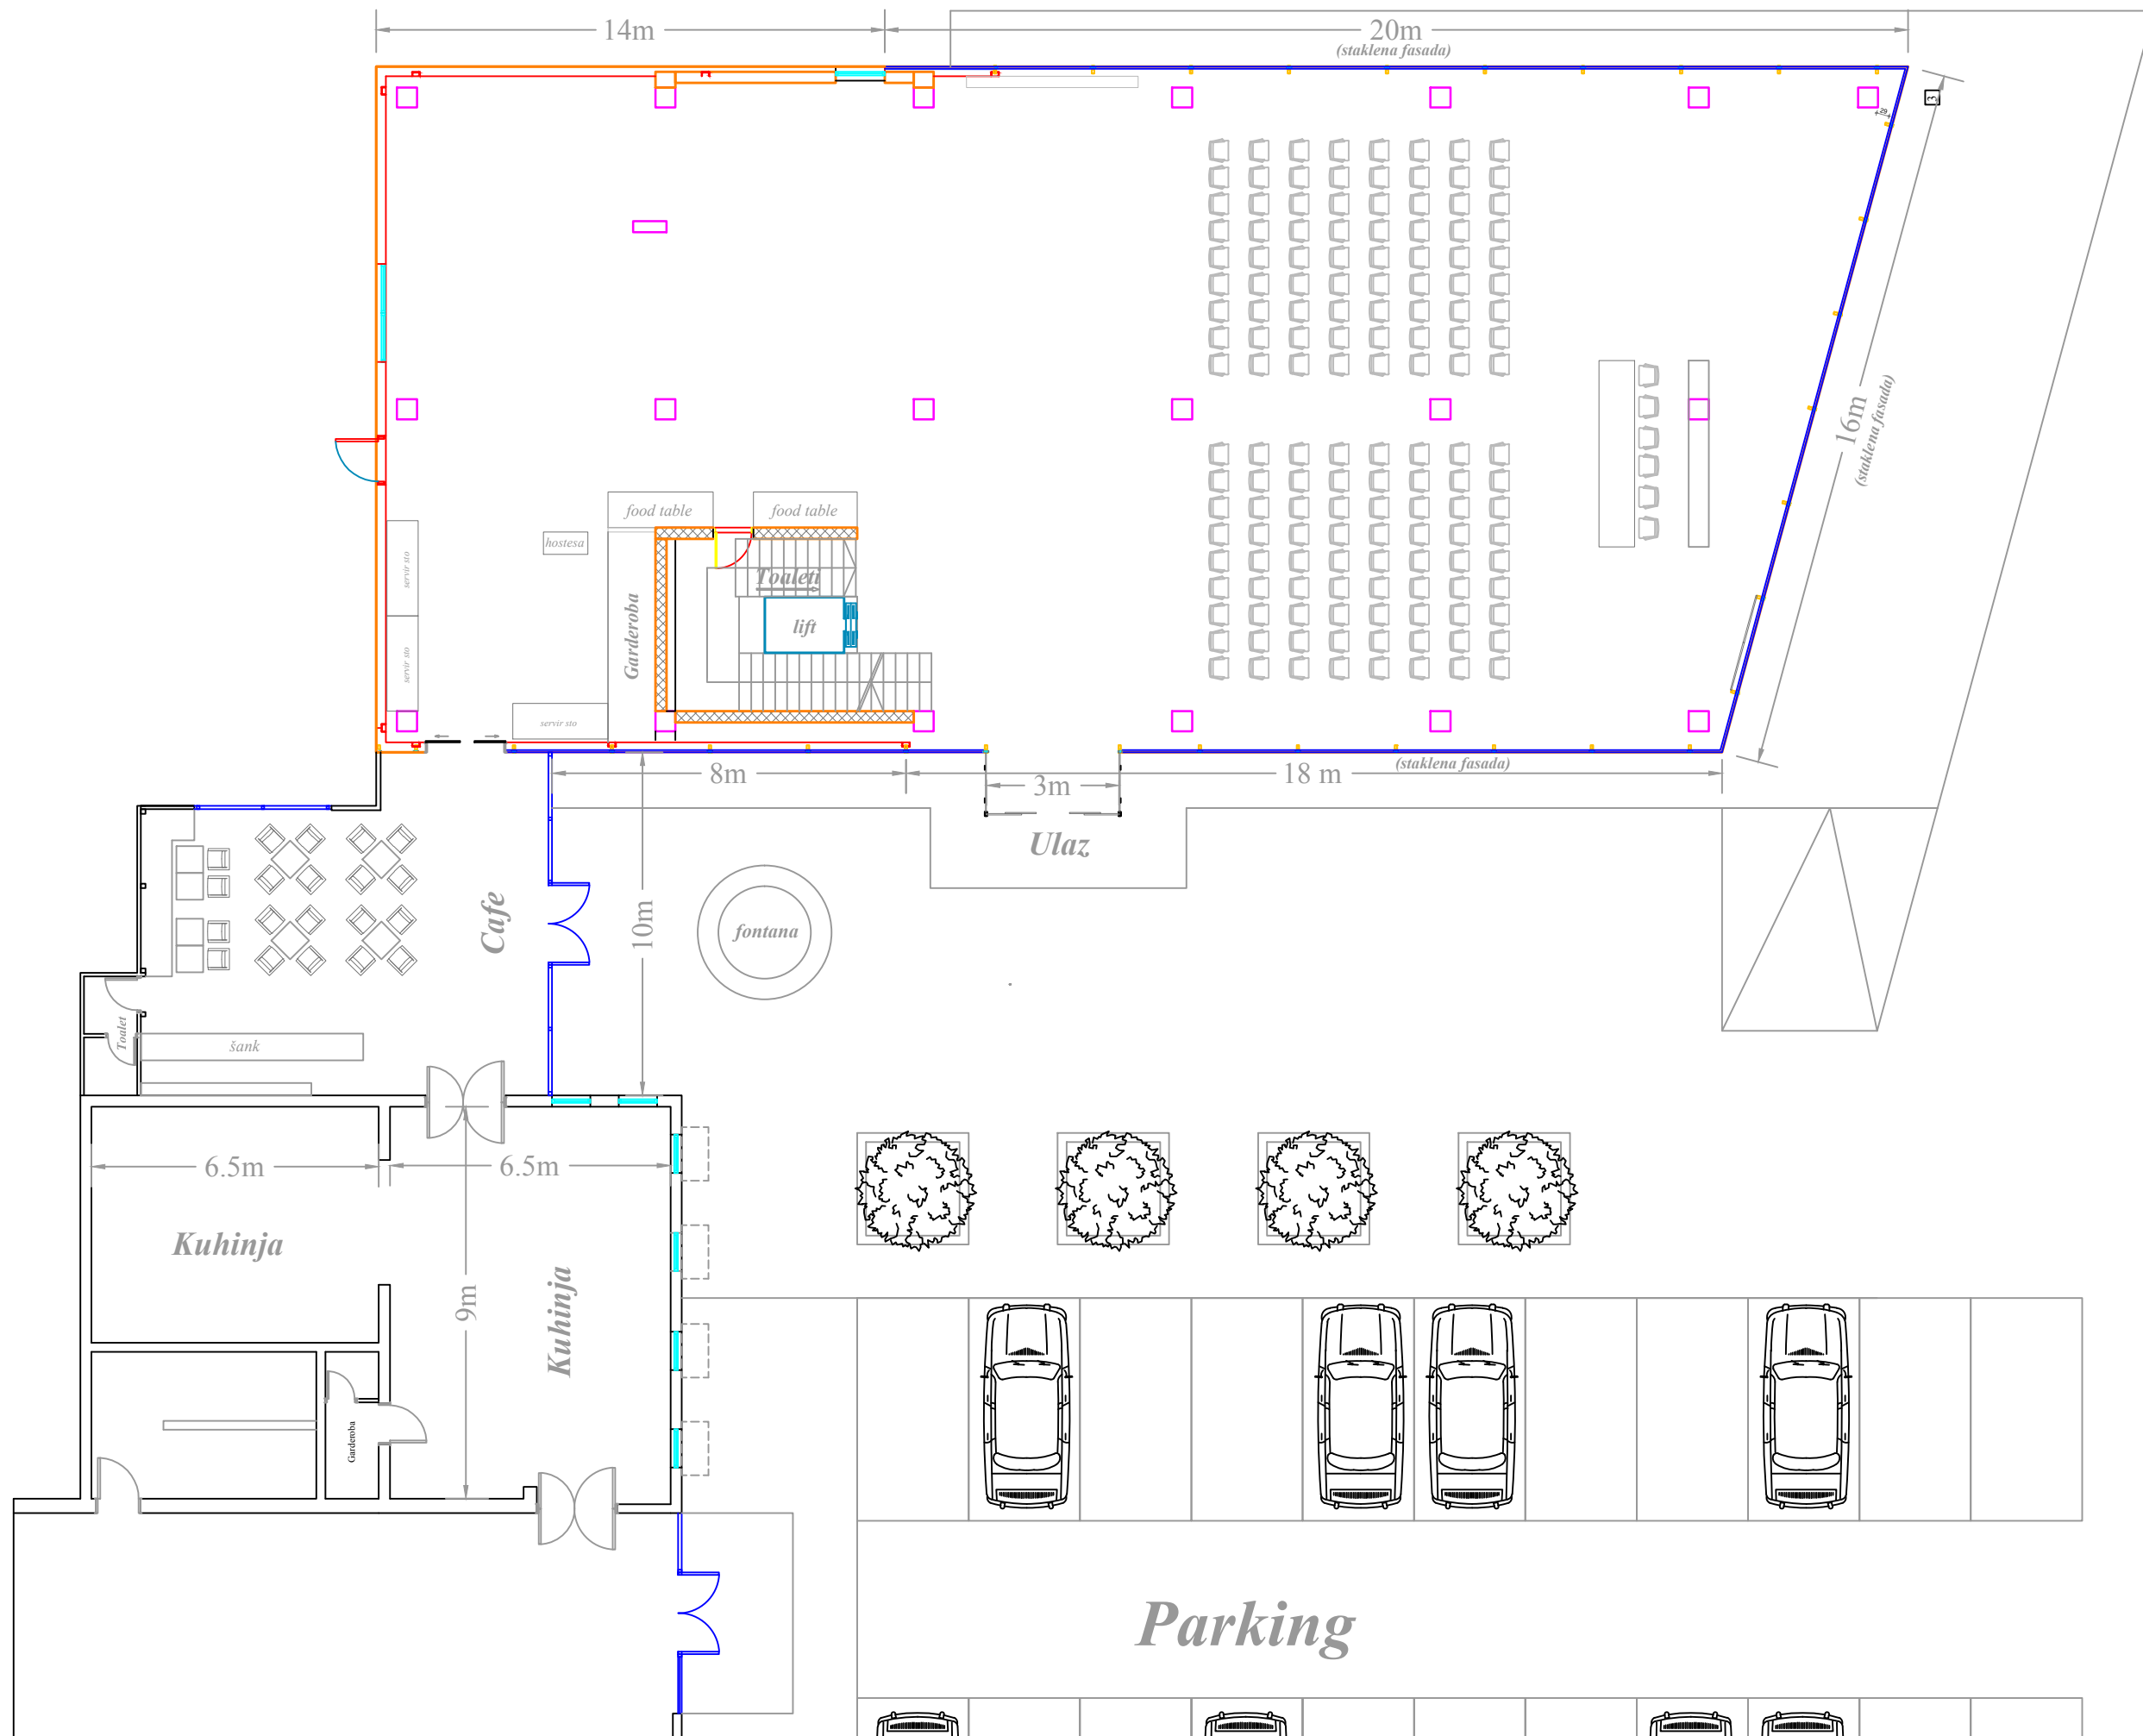 14m
20m
(staklena fasada)
3
29
16m
(staklena fasada)
food table
food table
hostesa
servir sto
Toaleti
Garderoba
lift
servir sto
servir sto
8m
18 m
(staklena fasada)
3m
Ulaz
Cafe
10m
fontana
Toalet
šank
6.5m
6.5m
Kuhinja
9m
Kuhinja
Garderoba
Parking